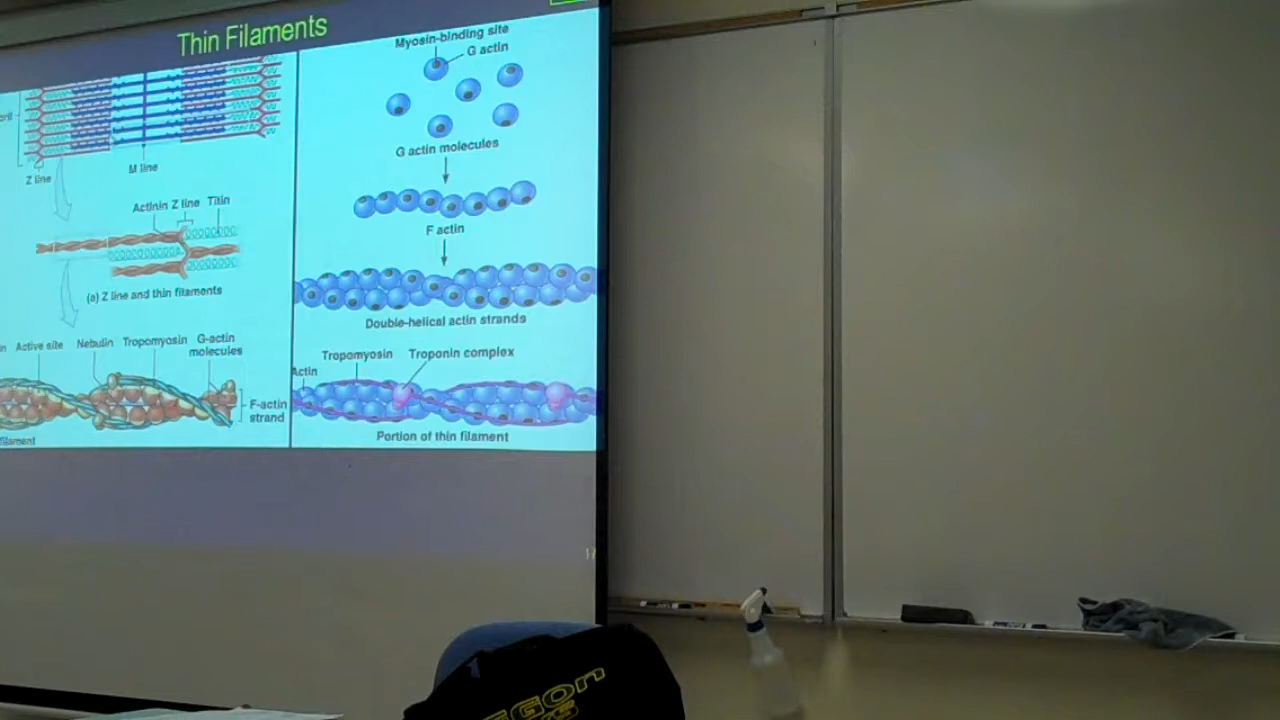 Thin Filaments
Z line
M line
Actinin Z line Titin
(a) Z line and thin filaments
Active site Nebulin Tropomyosin G-actin
molecules
F-actin
strand
filament
Myosin-binding site
G actin
G actin molecules
F actin
Double-helical actin strands
Tropomyosin Troponin complex
Actin
Portion of thin filament